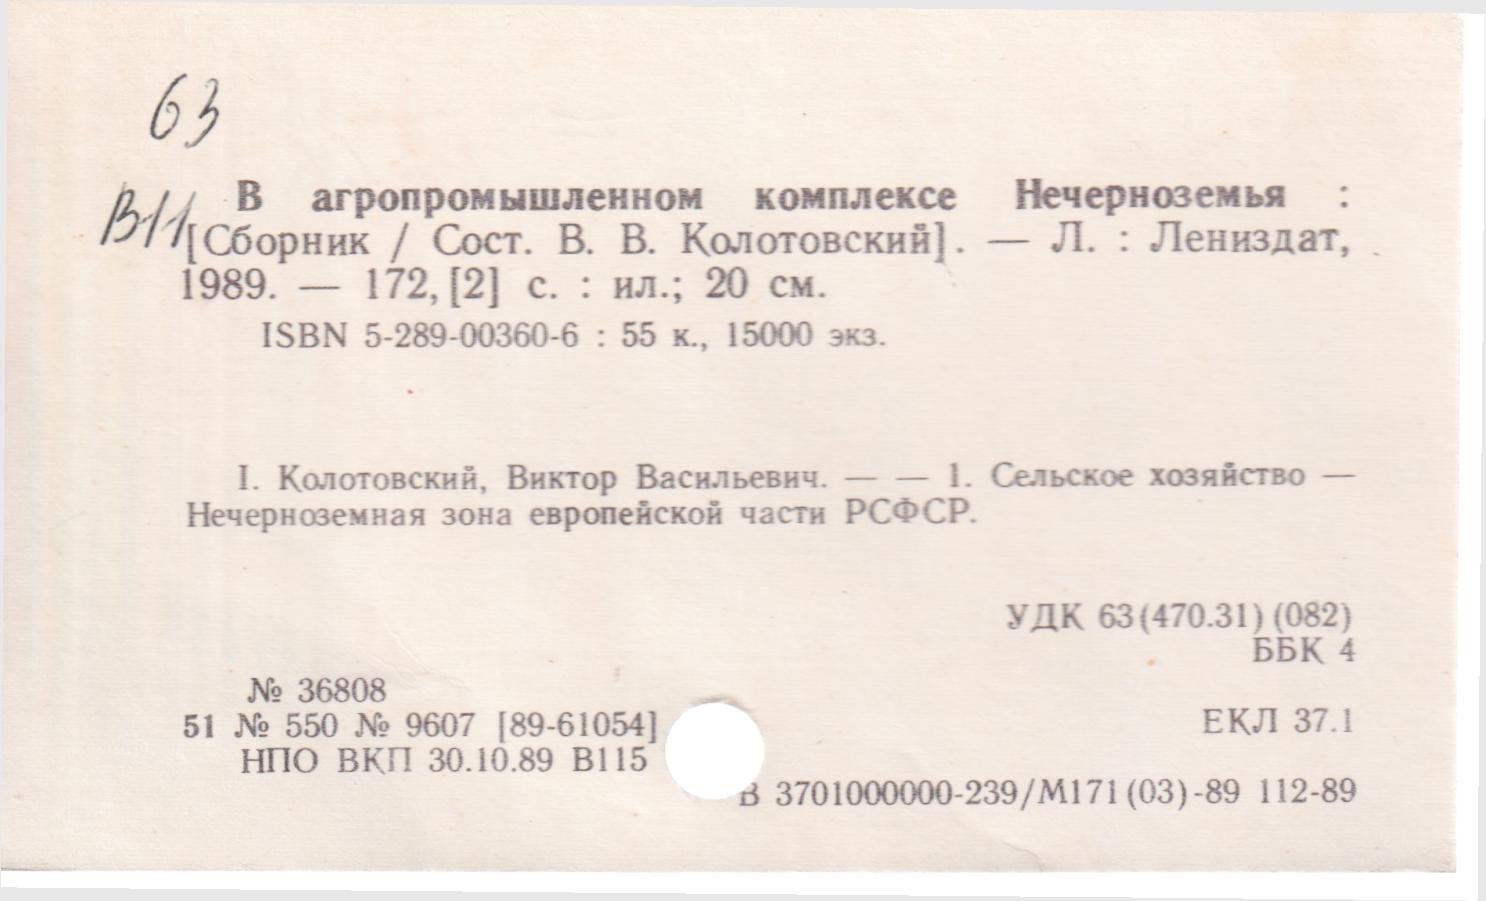 63
В11
В агропромышленном комплексе Нечерноземья :
[Сборник / Сост. В. В. Колотовский]. — Л. : Лениздат,
1989. — 172, [2] с. : ил.; 20 см.
ISBN 5-289-00360-6 : 55 к., 15000 экз.
I. Колотовский, Виктор Васильевич. — — 1. Сельское хозяйство —
Нечерноземная зона европейской части РСФСР.
УДК 63(470.31)(082)
ББК 4
№ 36808
51 № 550 № 9607 [89-61054]
ЕКЛ 37.1
НПО ВКП 30.10.89 В115
В 3701000000-239/М171(03)-89 112-89